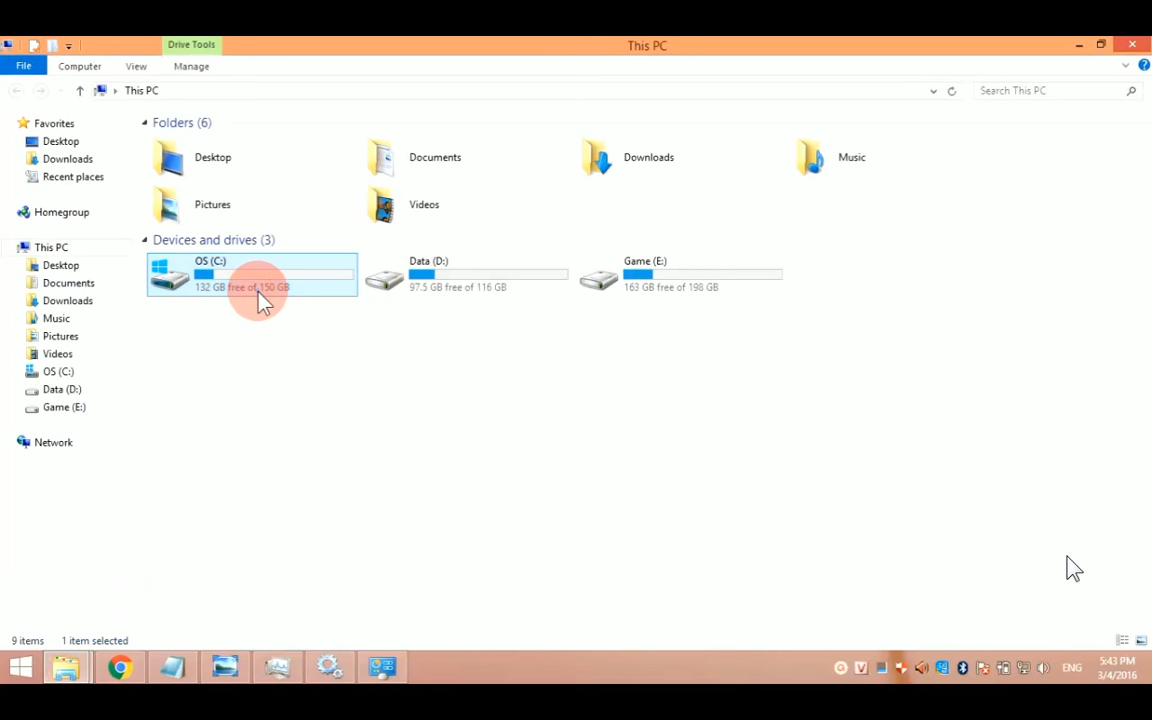 Drive Tools
This PC
File
Computer
View
Manage
This PC
Search This PC
Favorites
Desktop
Downloads
Recent places
Homegroup
This PC
Desktop
Documents
Downloads
Music
Pictures
Videos
OS (C:)
Data (D:)
Game (E:)
Network
Folders (6)
Desktop
Documents
Downloads
Music
Pictures
Videos
Devices and drives (3)
OS (C:)
132 GB free of 150 GB
Data (D:)
97.5 GB free of 116 GB
Game (E:)
163 GB free of 198 GB
9 items
1 item selected
ENG
5:43 PM
3/4/2016